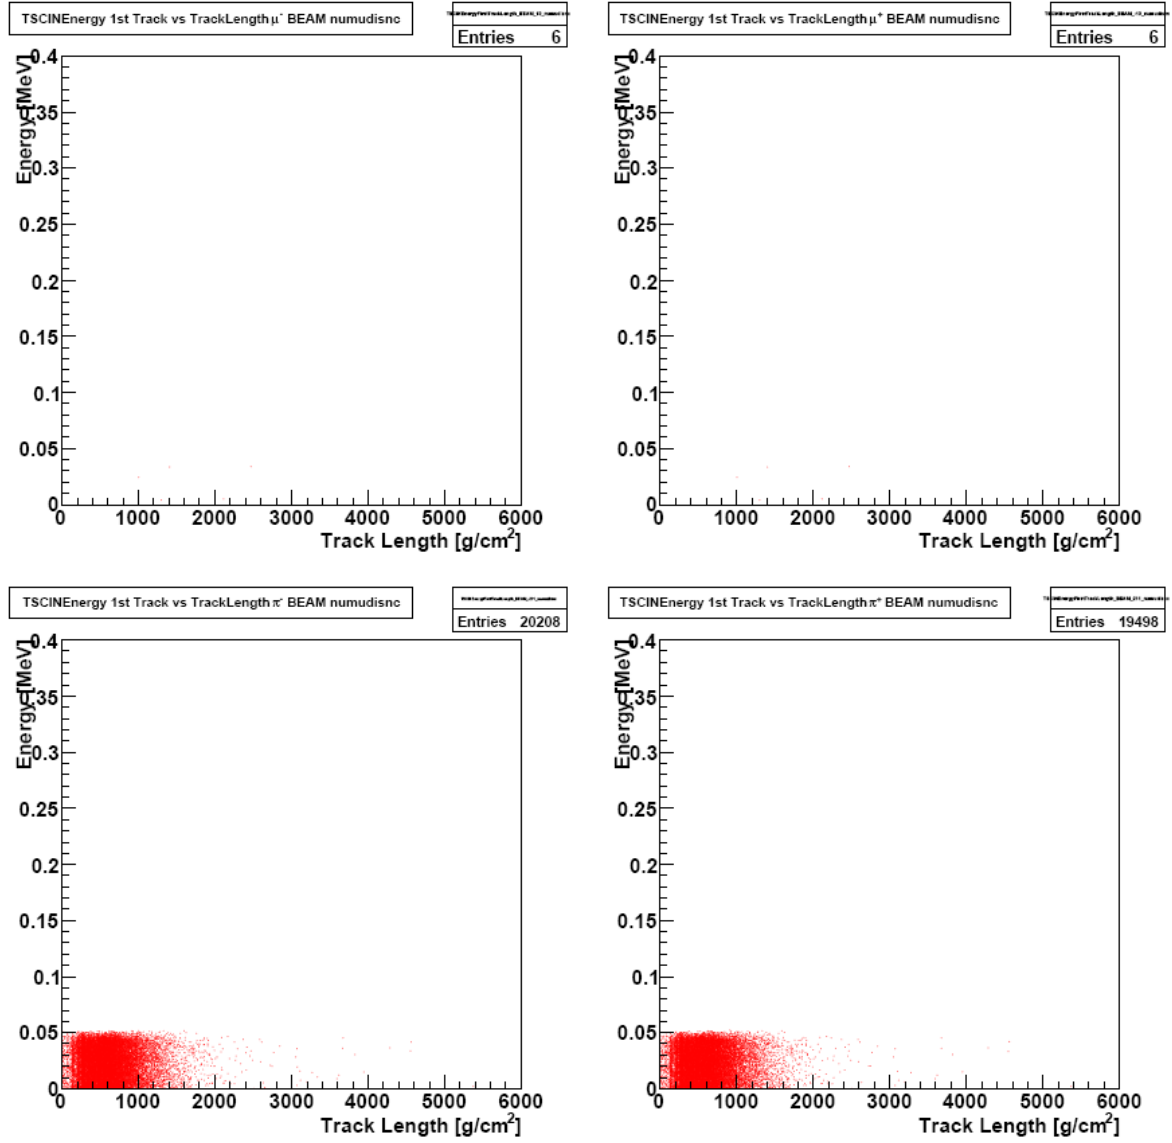 TSCINEnergy 1st Track vs TrackLength μ⁻ BEAM numudisnc
Entries 6
Energy [MeV]
0.4
0.35
0.3
0.25
0.2
0.15
0.1
0.05
0
0 1000 2000 3000 4000 5000 6000
Track Length [g/cm²]
TSCINEnergy 1st Track vs TrackLength μ⁺ BEAM numudisnc
Entries 6
Energy [MeV]
0.4
0.35
0.3
0.25
0.2
0.15
0.1
0.05
0
0 1000 2000 3000 4000 5000 6000
Track Length [g/cm²]
TSCINEnergy 1st Track vs TrackLength π⁻ BEAM numudisnc
Entries 20208
Energy [MeV]
0.4
0.35
0.3
0.25
0.2
0.15
0.1
0.05
0
0 1000 2000 3000 4000 5000 6000
Track Length [g/cm²]
TSCINEnergy 1st Track vs TrackLength π⁺ BEAM numudisnc
Entries 19498
Energy [MeV]
0.4
0.35
0.3
0.25
0.2
0.15
0.1
0.05
0
0 1000 2000 3000 4000 5000 6000
Track Length [g/cm²]